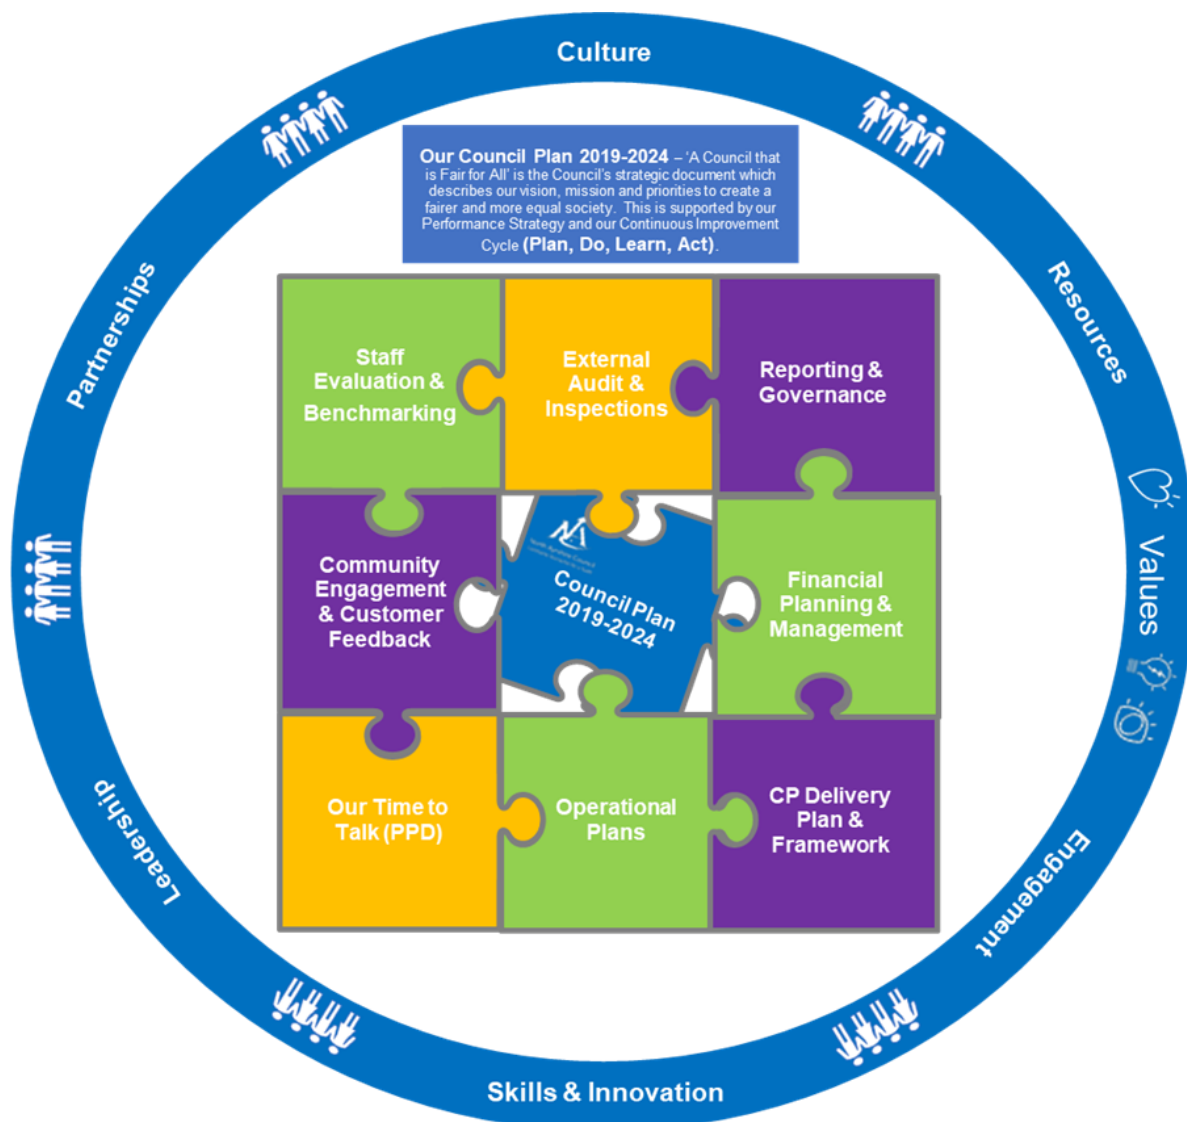 Culture
Our Council Plan 2019-2024 – ‘A Council that
is Fair for All’ is the Council’s strategic document which
describes our vision, mission and priorities to create a
fairer and more equal society. This is supported by our
Performance Strategy and our Continuous Improvement
Cycle (Plan, Do, Learn, Act).
Partnerships
Resources
Staff
Evaluation &
Benchmarking
External
Audit &
Inspections
Reporting &
Governance
Community
Engagement
& Customer
Feedback
Council Plan
2019-2024
Financial
Planning &
Management
Values
Our Time to
Talk (PPD)
Operational
Plans
CP Delivery
Plan &
Framework
Leadership
Engagement
Skills & Innovation